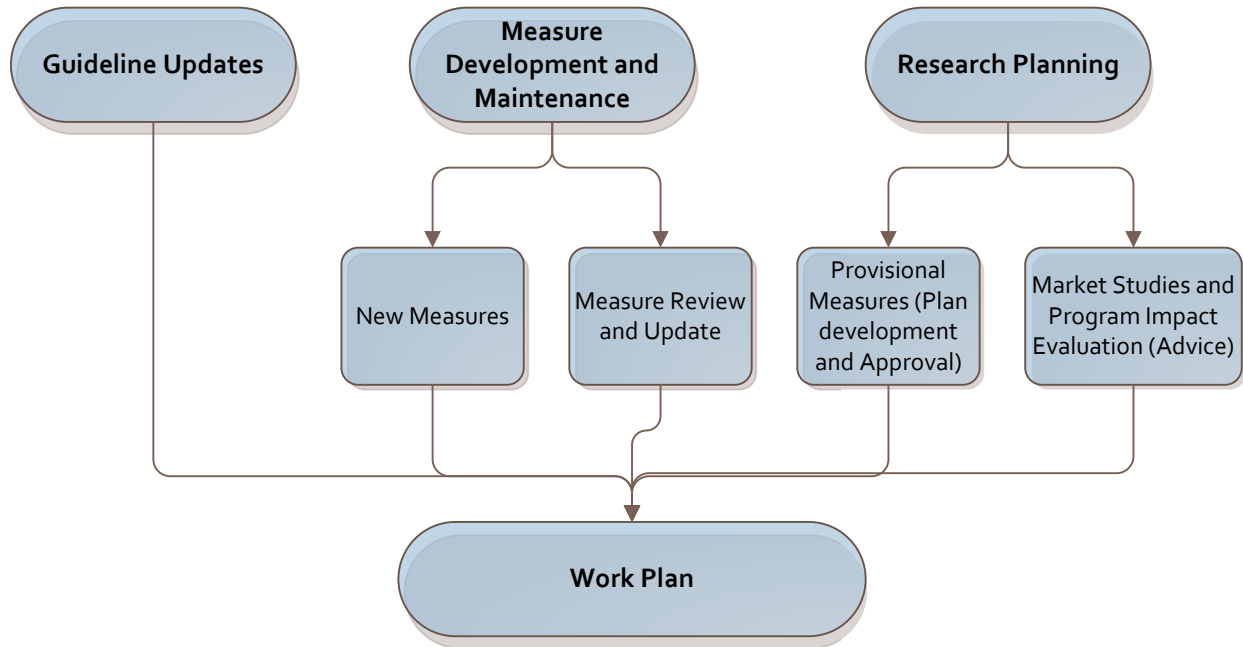 Guideline Updates
Measure
Development and
Maintenance
Research Planning
New Measures
Measure Review
and Update
Provisional
Measures (Plan
development
and Approval)
Market Studies and
Program Impact
Evaluation (Advice)
Work Plan